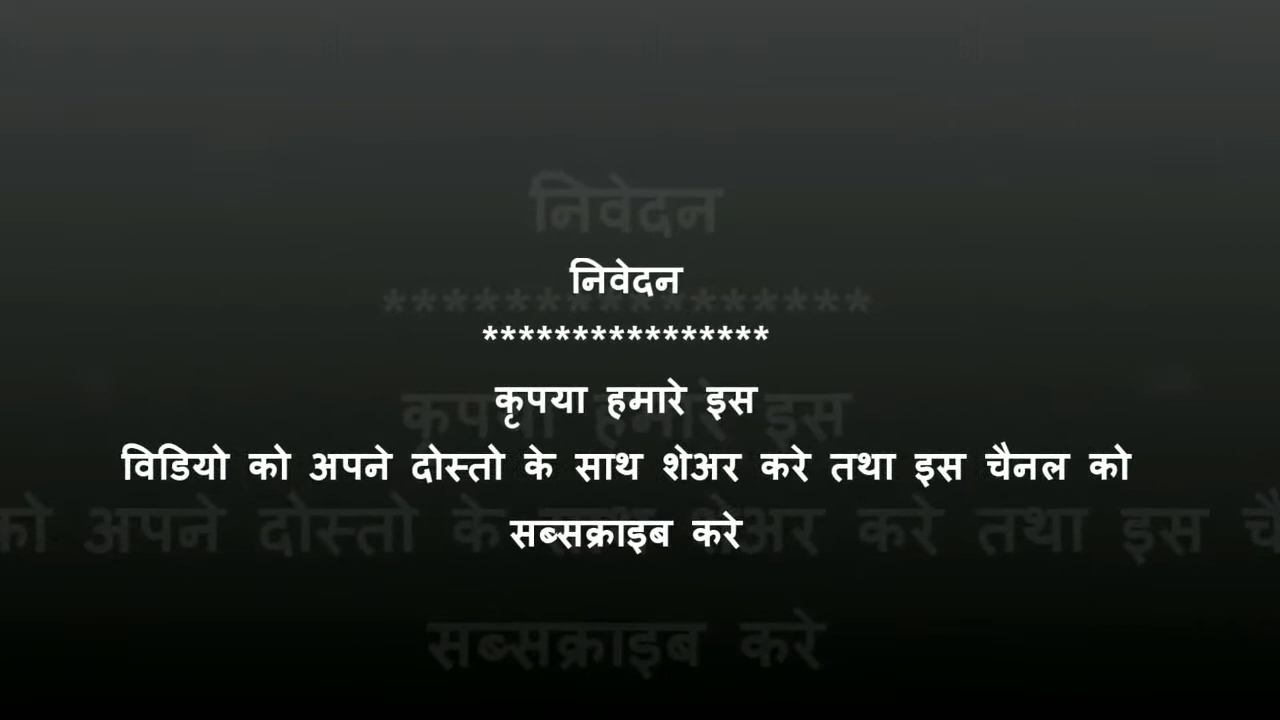 निवेदन
****************
कृपया हमारे इस
विडियो को अपने दोस्तो के साथ शेअर करे तथा इस चैनल को
सब्सक्राइब करे